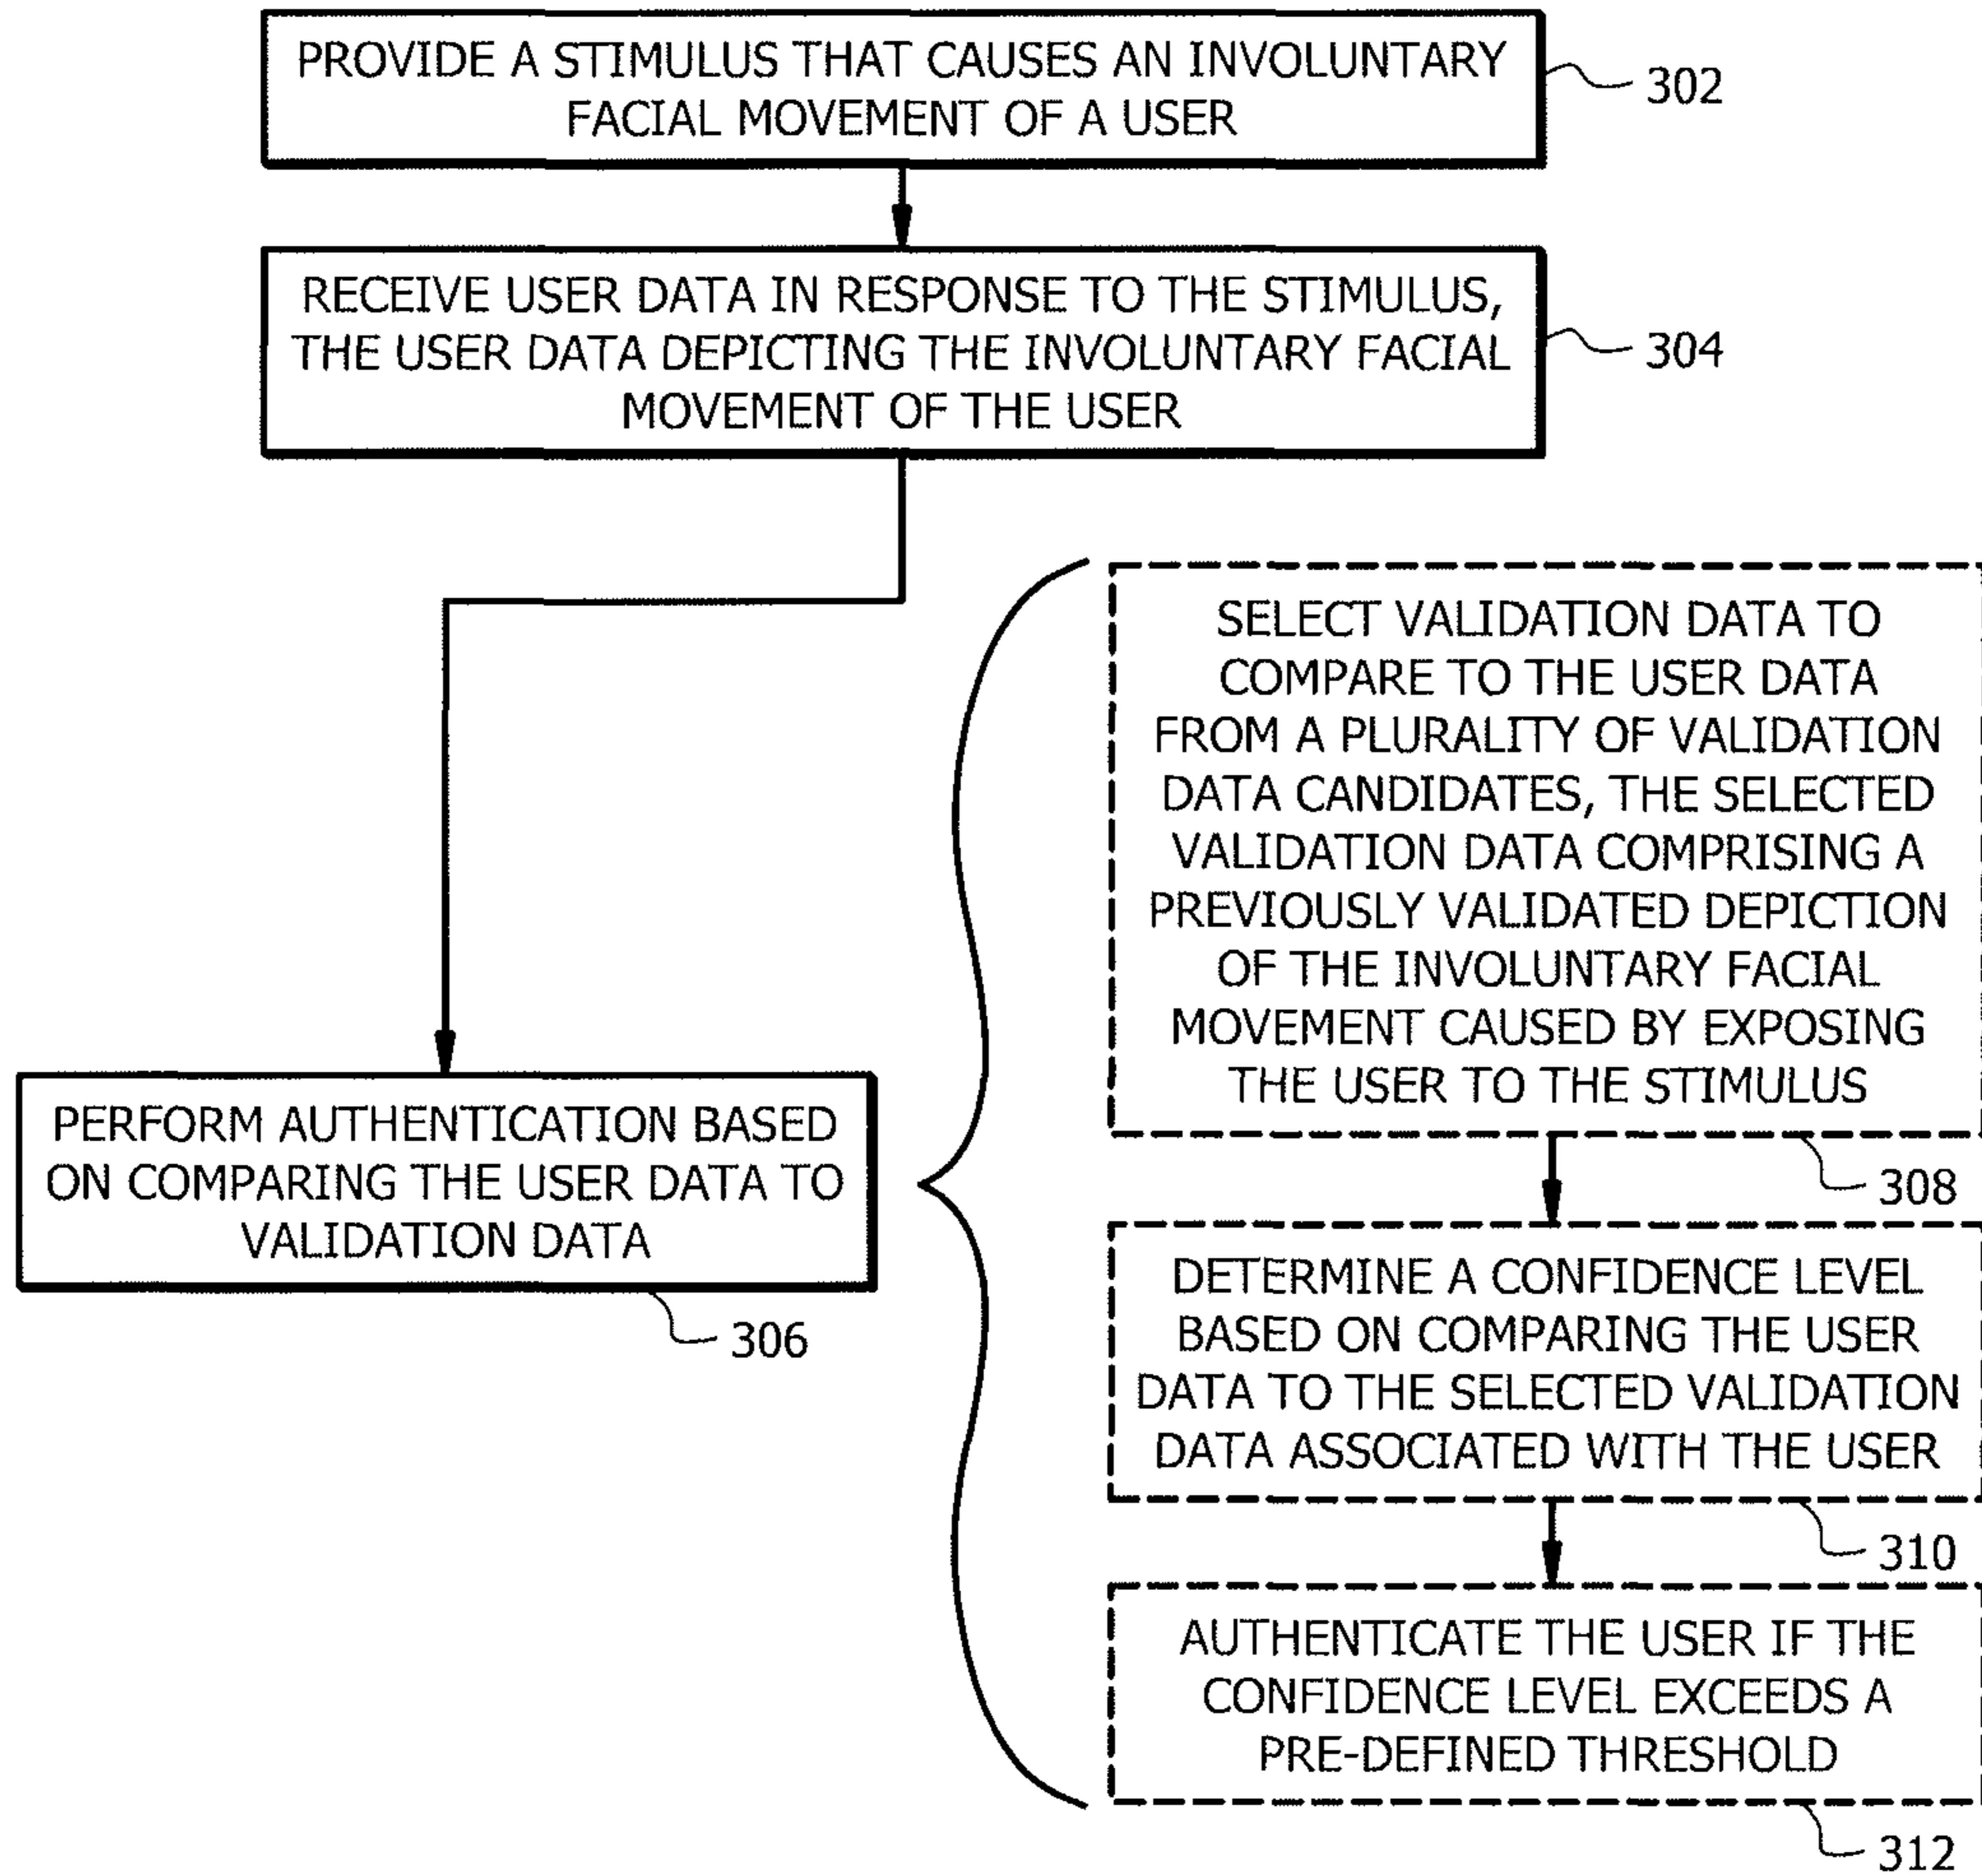 PROVIDE A STIMULUS THAT CAUSES AN INVOLUNTARY
FACIAL MOVEMENT OF A USER
302
RECEIVE USER DATA IN RESPONSE TO THE STIMULUS,
THE USER DATA DEPICTING THE INVOLUNTARY FACIAL
MOVEMENT OF THE USER
304
PERFORM AUTHENTICATION BASED
ON COMPARING THE USER DATA TO
VALIDATION DATA
306
SELECT VALIDATION DATA TO
COMPARE TO THE USER DATA
FROM A PLURALITY OF VALIDATION
DATA CANDIDATES, THE SELECTED
VALIDATION DATA COMPRISING A
PREVIOUSLY VALIDATED DEPICTION
OF THE INVOLUNTARY FACIAL
MOVEMENT CAUSED BY EXPOSING
THE USER TO THE STIMULUS
308
DETERMINE A CONFIDENCE LEVEL
BASED ON COMPARING THE USER
DATA TO THE SELECTED VALIDATION
DATA ASSOCIATED WITH THE USER
310
AUTHENTICATE THE USER IF THE
CONFIDENCE LEVEL EXCEEDS A
PRE-DEFINED THRESHOLD
312